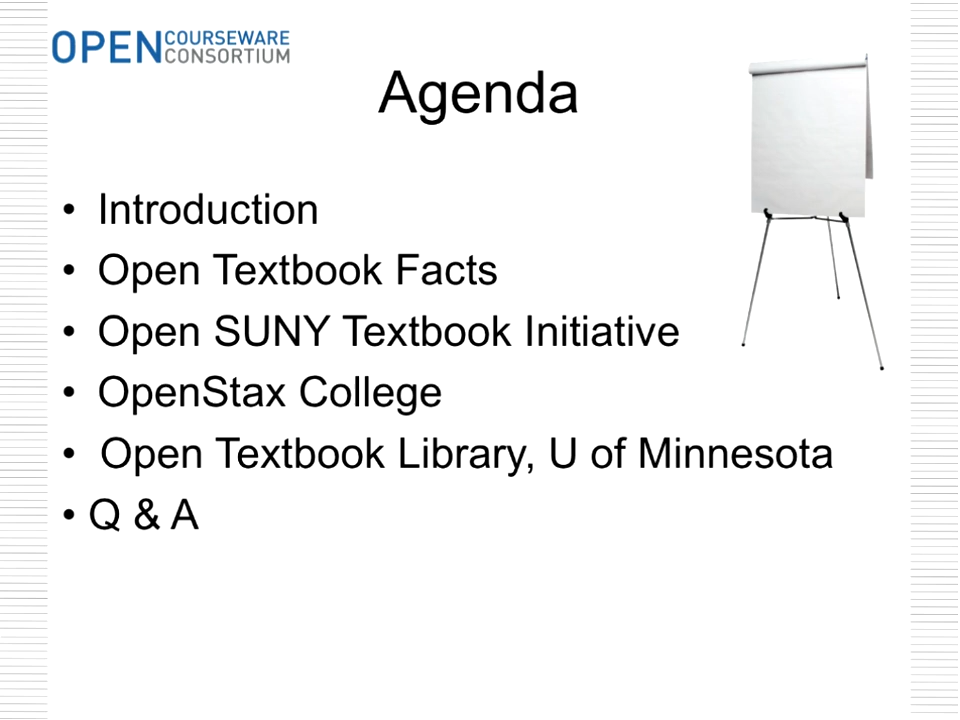 OPEN COURSEWARE CONSORTIUM
Agenda
• Introduction
• Open Textbook Facts
• Open SUNY Textbook Initiative
• OpenStax College
• Open Textbook Library, U of Minnesota
• Q & A